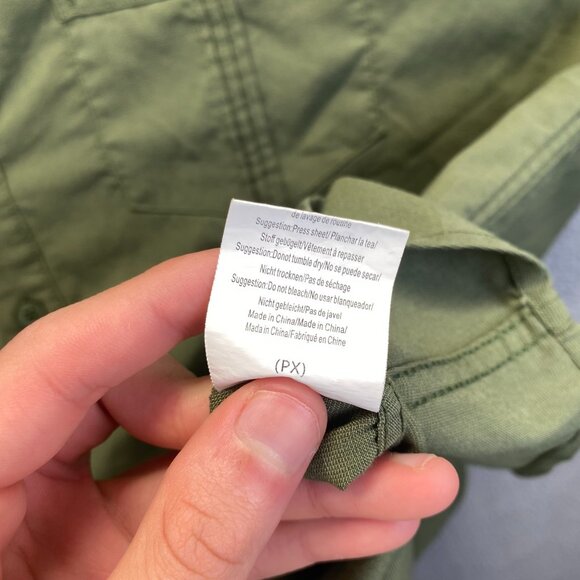 de lavage de routine
Suggestion:Press sheet/ Planchar la tea/
Stoff gebügelt/Vêtement à repasser
Suggestion:Donot tumble dry/No se puede secar/
Nicht trocknen/Pas de séchage
Suggestion:Do not bleach/No usar blanqueador/
Nicht gebleicht/Pas de javel
Made in China/Made in China/
Mada in China/Fabriqué en Chine
(PX)